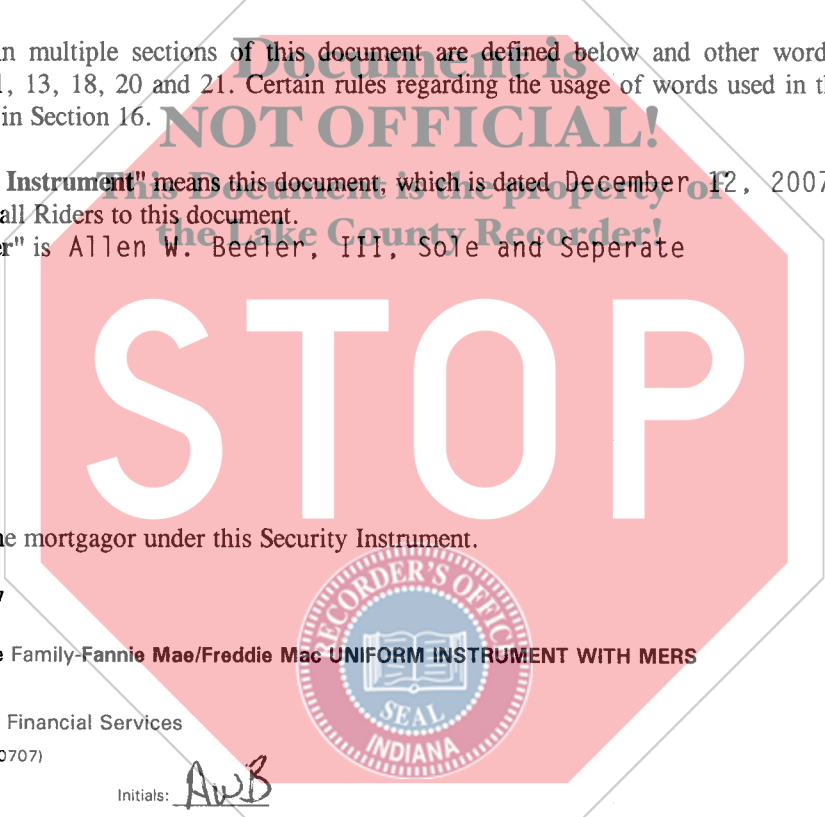 in multiple sections of this document are defined below and other word
1, 13, 18, 20 and 21. Certain rules regarding the usage of words used in th
in Section 16.
Document is
NOT OFFICIAL!
This Document is the property of
the Lake County Recorder!
Instrument" means this document, which is dated December 12, 2007
all Riders to this document.
er" is Allen W. Beeler, III, Sole and Seperate
STOP
he mortgagor under this Security Instrument.
RECORDER'S OFFICE
SEAL
INDIANA
e Family-Fannie Mae/Freddie Mac UNIFORM INSTRUMENT WITH MERS
Financial Services
0707)
Initials: AWB